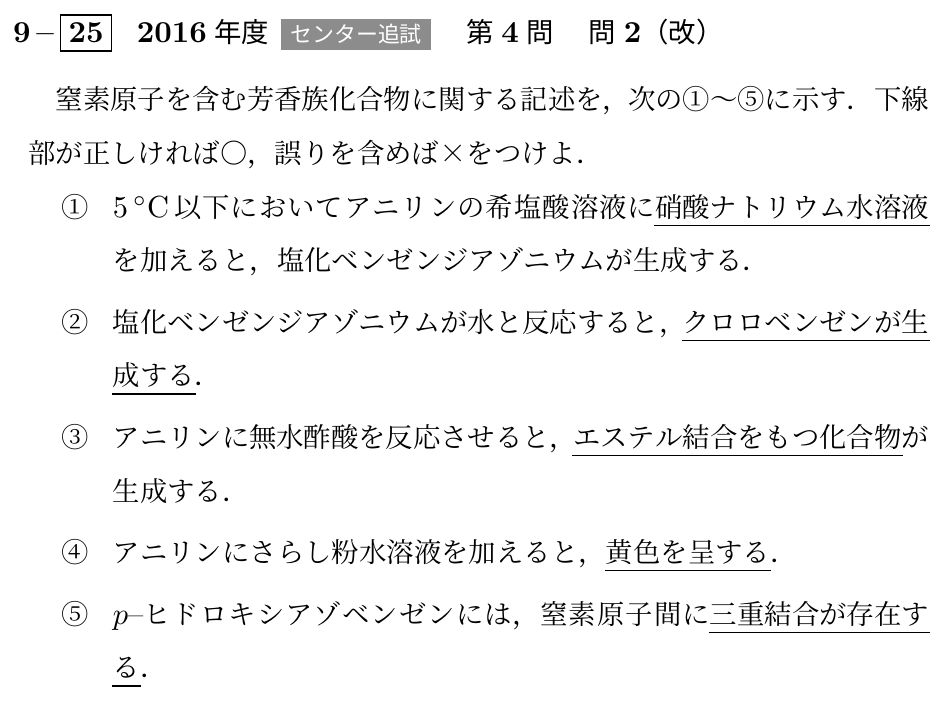 9－25 2016 年度 センター追試 第 4 問 問 2（改）
窒素原子を含む芳香族化合物に関する記述を，次の①～⑤に示す．下線
部が正しければ○，誤りを含めば×をつけよ．
① 5 ℃以下においてアニリンの希塩酸溶液に硝酸ナトリウム水溶液
を加えると，塩化ベンゼンジアゾニウムが生成する．
② 塩化ベンゼンジアゾニウムが水と反応すると，クロロベンゼンが生
成する．
③ アニリンに無水酢酸を反応させると，エステル結合をもつ化合物が
生成する．
④ アニリンにさらし粉水溶液を加えると，黄色を呈する．
⑤ p–ヒドロキシアゾベンゼンには，窒素原子間に三重結合が存在す
る．